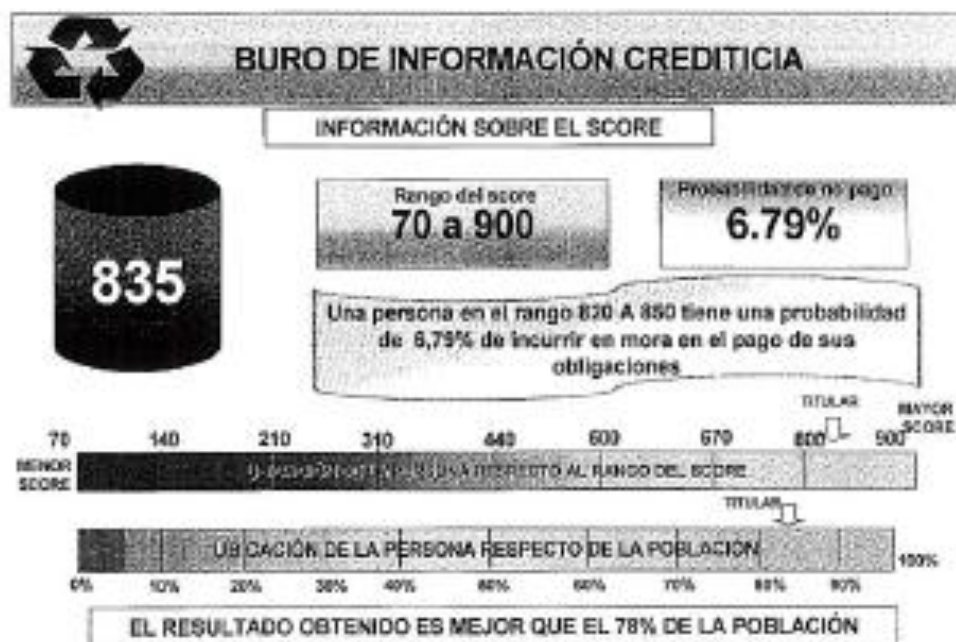 BURO DE INFORMACIÓN CREDITICIA
INFORMACIÓN SOBRE EL SCORE
835
Rango del score
70 a 900
Probabilidad de no pago
6.79%
Una persona en el rango 820 A 850 tiene una probabilidad
de 6,79% de incurrir en mora en el pago de sus
obligaciones
TITULAR
MAYOR
SCORE
70 140 210 310 440 600 670 800 900
MENOR
SCORE
RESPECTO AL RANGO DEL SCORE
TITULAR
UBICACIÓN DE LA PERSONA RESPECTO DE LA POBLACIÓN
100%
0% 10% 20% 30% 40% 50% 60% 70% 80% 90%
EL RESULTADO OBTENIDO ES MEJOR QUE EL 78% DE LA POBLACIÓN